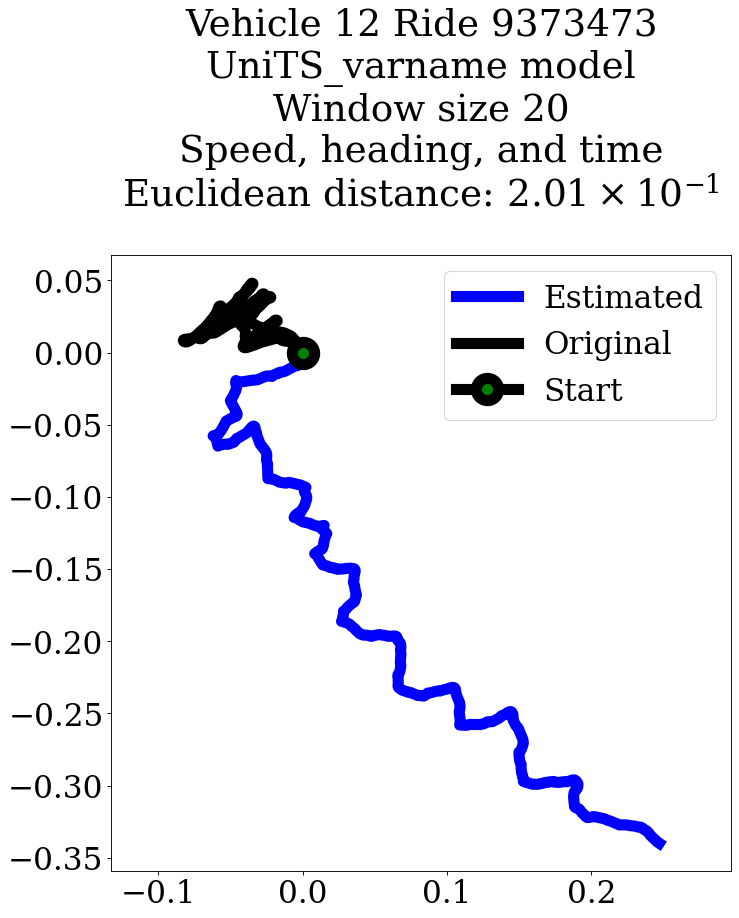 Vehicle 12 Ride 9373473
UniTS_varname model
Window size 20
Speed, heading, and time
Euclidean distance: 2.01 × 10⁻¹
0.05
0.00
−0.05
−0.10
−0.15
−0.20
−0.25
−0.30
−0.35
−0.1
0.0
0.1
0.2
Estimated
Original
Start